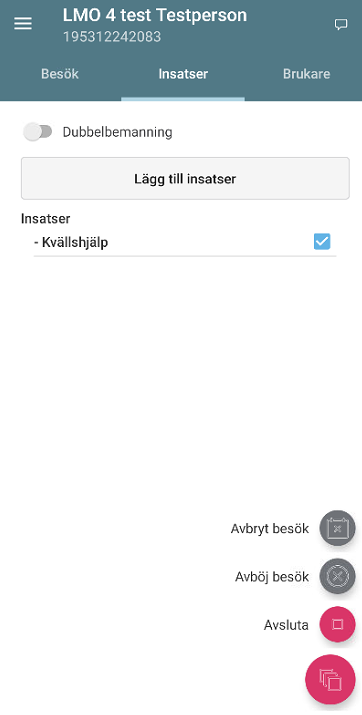 LMO 4 test Testperson
195312242083
Besök
Insatser
Brukare
Dubbelbemanning
Lägg till insatser
Insatser
- Kvällshjälp
Avbryt besök
Avböj besök
Avsluta